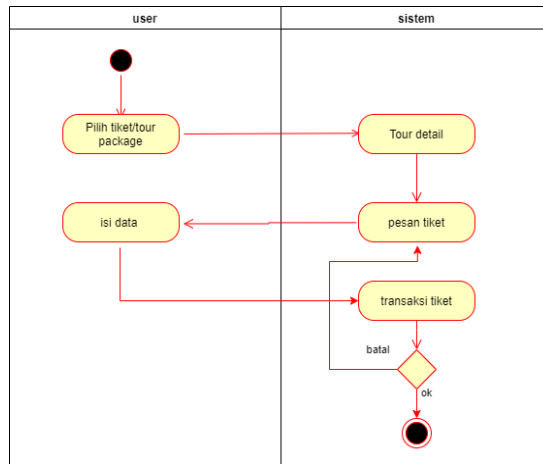 user
sistem
Pilih tiket/tour
package
Tour detail
isi data
pesan tiket
transaksi tiket
batal
ok